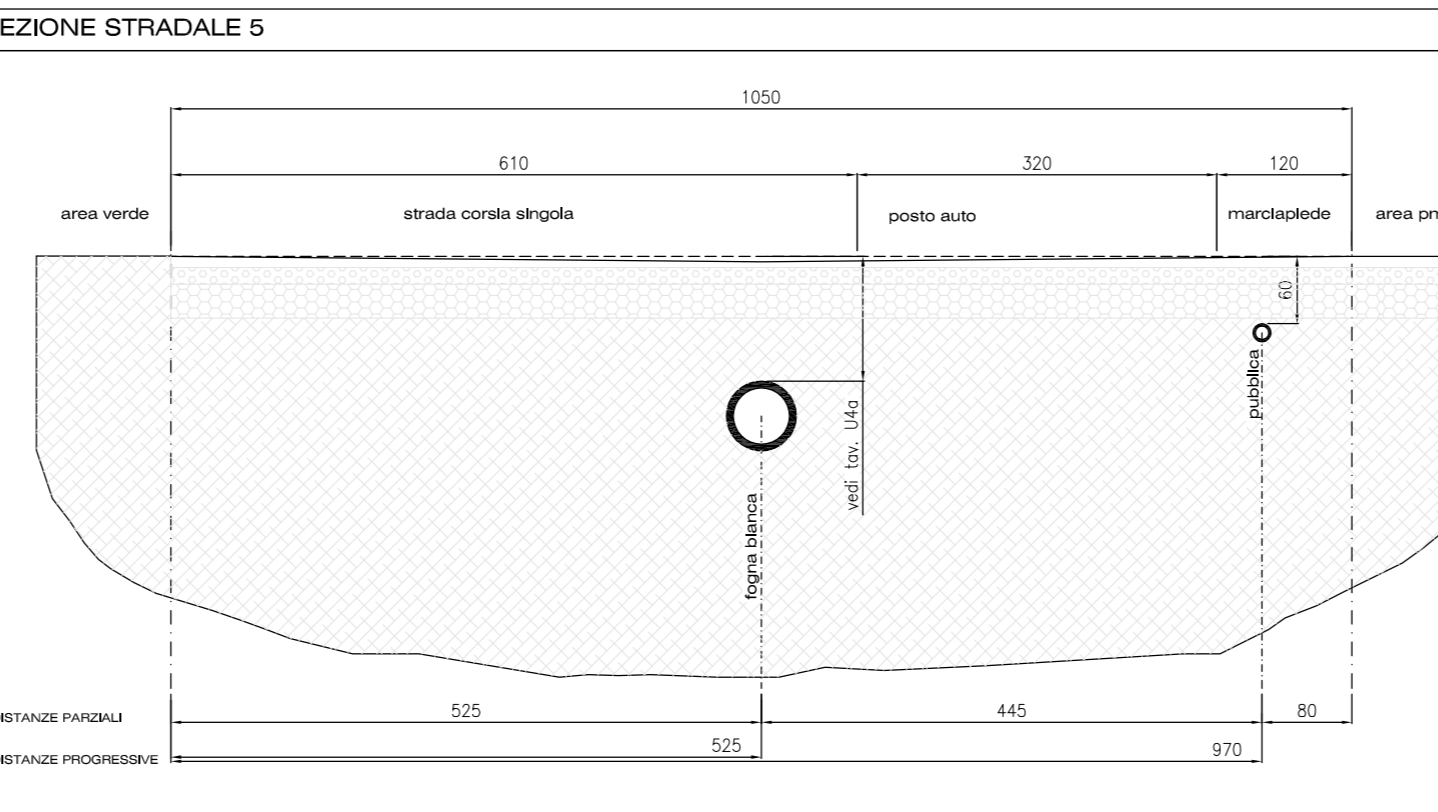 EZIONE STRADALE 5
1050
610 320 120
area verde strada corsia singola posto auto marciapiede area pri
60
pubblica
vedi tav. U4a
fogna bianca
ISTANZE PARZIALI 525 445 80
ISTANZE PROGRESSIVE 525 970